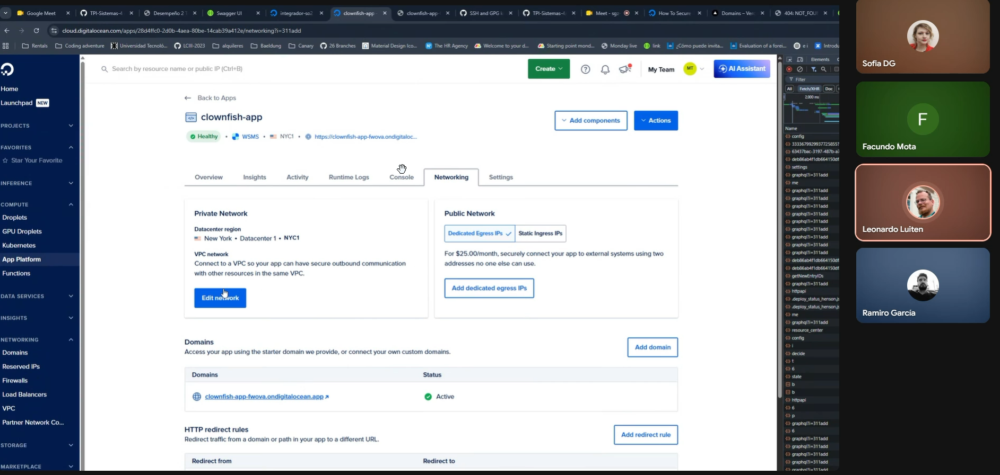 Google Meet
TPI-Sistemas-4
Desempeño 2 T
Swagger UI
integrador-so2
clownfish-app
clownfish-app-
SSH and GPG k
TPI-Sistemas-4
Meet - sgz-
How To Secure
Domains – Ver
404: NOT_FOU
cloud.digitalocean.com/apps/28d4ffc0-2d0b-4aea-80be-14cab39a412e/networking?i=311add
Rentals
Coding adventure
Universidad Tecnoló...
LCIII-2023
alquileres
Baeldung
Canary
26 Branches
Material Design Ico...
The HR Agency
Welcome to your d...
Starting point mond...
Monday live
link
¿Cómo puede invita...
Evaluation of a forei...
e i
Introdu
Home
Launchpad NEW
PROJECTS
FAVORITES
Star Your Favorite
INFERENCE
COMPUTE
Droplets
GPU Droplets
Kubernetes
App Platform
Functions
DATA SERVICES
INSIGHTS
NETWORKING
Domains
Reserved IPs
Firewalls
Load Balancers
VPC
Partner Network Co...
STORAGE
MARKETPLACE
Search by resource name or public IP (Ctrl+B)
Create
My Team
MT
AI Assistant
Back to Apps
clownfish-app
Add components
Actions
Healthy • WSMS • NYC1 • https://clownfish-app-fwova.ondigitaloc...
Overview
Insights
Activity
Runtime Logs
Console
Networking
Settings
Private Network
Datacenter region
New York • Datacenter 1 • NYC1
VPC network
Connect to a VPC so your app can have secure outbound communication
with other resources in the same VPC.
Edit network
Public Network
Dedicated Egress IPs
Static Ingress IPs
For $25.00/month, securely connect your app to external systems using two
addresses no one else can use.
Add dedicated egress IPs
Domains
Access your app using the starter domain we provide, or connect your own custom domains.
Add domain
Domains
Status
clownfish-app-fwova.ondigitalocean.app
Active
HTTP redirect rules
Redirect traffic from a domain or path in your app to a different URL.
Add redirect rule
Redirect from
Redirect to
Elements
Filter
All
Fetch/XHR
Doc
2,000 ms
Name
config
settings
graphql?i=311add
me
graphql?i=311add
graphql?i=311add
graphql?i=311add
graphql?i=311add
graphql?i=311add
graphql?i=311add
graphql?i=311add
graphql?i=311add
graphql?i=311add
getNewEntryIDs
graphql?i=311add
httpapi
.deploy_status_henson.js
.deploy_status_henson.js
me
graphql?i=311add
resource_center
config
i
decide
t
6
state
b
b
httpapi
6
p
graphql?i=311add
6
graphql?i=311add
graphql?i=311add
graphql?i=311add
graphql?i=311add
graphql?i=311add
Sofia DG
F
Facundo Mota
Leonardo Luiten
Ramiro García